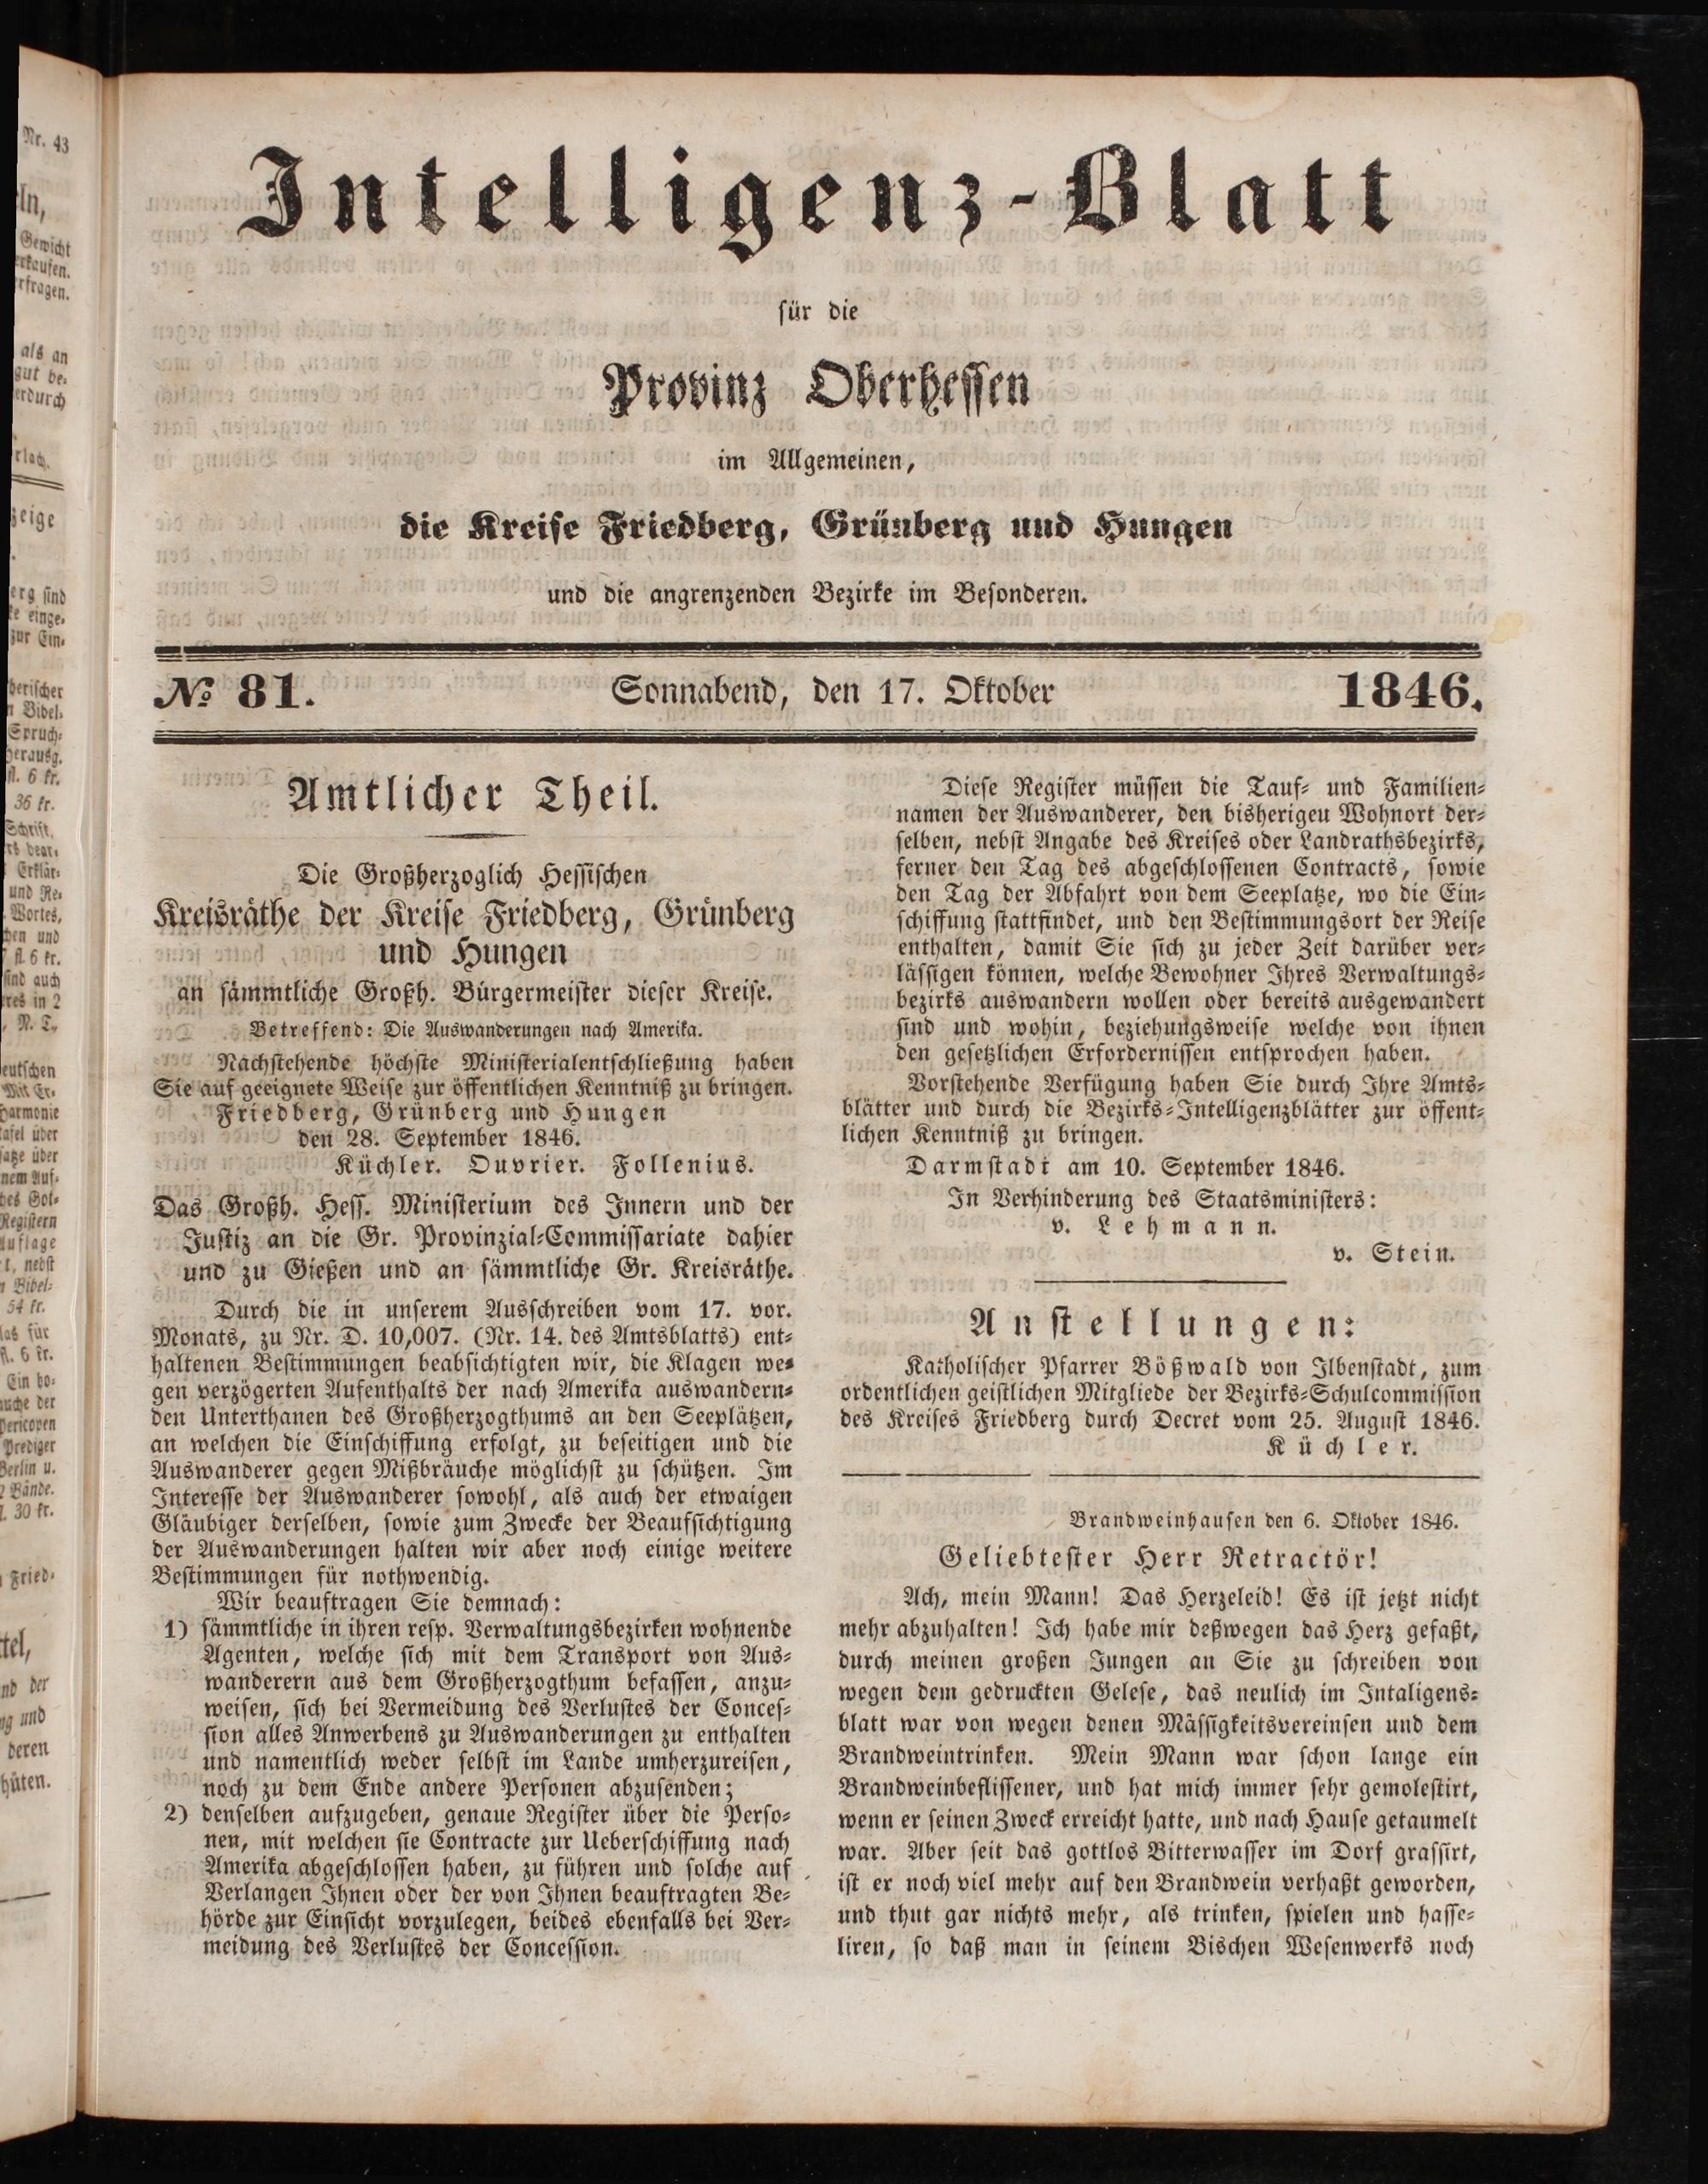 Intelligenz-Blatt
für die
Provinz Oberhessen
im Allgemeinen,
die Kreise Friedberg, Grünberg und Hungen
und die angrenzenden Bezirke im Besonderen.
№ 81. Sonnabend, den 17. Oktober 1846.
Amtlicher Theil.
Die Großherzoglich Hessischen
Kreisräthe der Kreise Friedberg, Grünberg
und Hungen
an sämmtliche Großh. Bürgermeister dieser Kreise.
Betreffend: Die Auswanderungen nach Amerika.
Nachstehende höchste Ministerialentschließung haben
Sie auf geeignete Weise zur öffentlichen Kenntniß zu bringen.
Friedberg, Grünberg und Hungen
den 28. September 1846.
Küchler. Ouvrier. Follenius.
Das Großh. Hess. Ministerium des Innern und der
Justiz an die Gr. Provinzial-Commissariate dahier
und zu Gießen und an sämmtliche Gr. Kreisräthe.
Durch die in unserem Ausschreiben vom 17. vor.
Monats, zu Nr. D. 10,007. (Nr. 14. des Amtsblatts) ent-
haltenen Bestimmungen beabsichtigten wir, die Klagen we-
gen verzögerten Aufenthalts der nach Amerika auswandern-
den Unterthanen des Großherzogthums an den Seeplätzen,
an welchen die Einschiffung erfolgt, zu beseitigen und die
Auswanderer gegen Mißbräuche möglichst zu schützen. Im
Interesse der Auswanderer sowohl, als auch der etwaigen
Gläubiger derselben, sowie zum Zwecke der Beaufsichtigung
der Auswanderungen halten wir aber noch einige weitere
Bestimmungen für nothwendig.
Wir beauftragen Sie demnach:
1) sämmtliche in ihren resp. Verwaltungsbezirken wohnende
Agenten, welche sich mit dem Transport von Aus-
wanderern aus dem Großherzogthum befassen, anzu-
weisen, sich bei Vermeidung des Verlustes der Conces-
sion alles Anwerbens zu Auswanderungen zu enthalten
und namentlich weder selbst im Lande umherzureisen,
noch zu dem Ende andere Personen abzusenden;
2) denselben aufzugeben, genaue Register über die Perso-
nen, mit welchen sie Contracte zur Ueberschiffung nach
Amerika abgeschlossen haben, zu führen und solche auf
Verlangen Ihnen oder der von Ihnen beauftragten Be-
hörde zur Einsicht vorzulegen, beides ebenfalls bei Ver-
meidung des Verlustes der Concession.
Diese Register müssen die Tauf- und Familien-
namen der Auswanderer, den bisherigeu Wohnort der-
selben, nebst Angabe des Kreises oder Landrathsbezirks,
ferner den Tag des abgeschlossenen Contracts, sowie
den Tag der Abfahrt von dem Seeplatze, wo die Ein-
schiffung stattfindet, und den Bestimmungsort der Reise
enthalten, damit Sie sich zu jeder Zeit darüber ver-
lässigen können, welche Bewohner Ihres Verwaltungs-
bezirks auswandern wollen oder bereits ausgewandert
sind und wohin, beziehungsweise welche von ihnen
den gesetzlichen Erfordernissen entsprochen haben.
Vorstehende Verfügung haben Sie durch Ihre Amts-
blätter und durch die Bezirks-Intelligenzblätter zur öffent-
lichen Kenntniß zu bringen.
Darmstadt am 10. September 1846.
In Verhinderung des Staatsministers:
v. Lehmann.
v. Stein.
Anstellungen:
Katholischer Pfarrer Bößwald von Ilbenstadt, zum
ordentlichen geistlichen Mitgliede der Bezirks-Schulcommission
des Kreises Friedberg durch Decret vom 25. August 1846.
Küchler.
Brandweinhausen den 6. Oktober 1846.
Geliebtester Herr Retractör!
Ach, mein Mann! Das Herzeleid! Es ist jetzt nicht
mehr abzuhalten! Ich habe mir deßwegen das Herz gefaßt,
durch meinen großen Jungen an Sie zu schreiben von
wegen dem gedruckten Gelese, das neulich im Intaligens-
blatt war von wegen denen Mässigkeitsvereinsen und dem
Brandweintrinken. Mein Mann war schon lange ein
Brandweinbeflissener, und hat mich immer sehr gemolestirt,
wenn er seinen Zweck erreicht hatte, und nach Hause getaumelt
war. Aber seit das gottlos Bitterwasser im Dorf grassirt,
ist er noch viel mehr auf den Brandwein verhaßt geworden,
und thut gar nichts mehr, als trinken, spielen und hasse-
liren, so daß man in seinem Bischen Wesenwerks noch